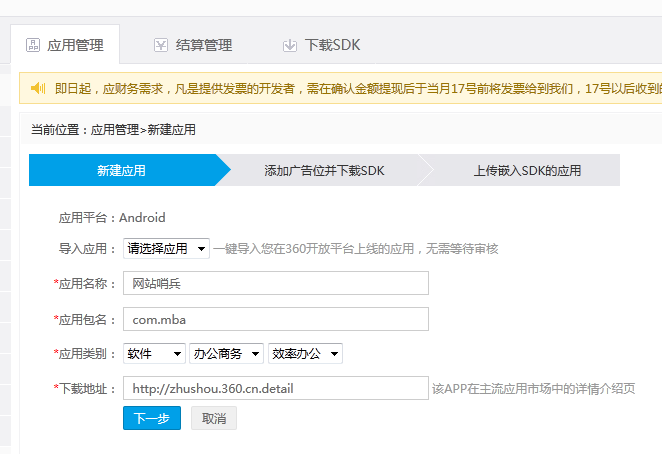 应用管理 结算管理 下载SDK
即日起，应财务需求，凡是提供发票的开发者，需在确认金额提现后于当月17号前将发票给到我们，17号以后收到的
当前位置：应用管理>新建应用
新建应用 添加广告位并下载SDK 上传嵌入SDK的应用
应用平台：Android
导入应用： 请选择应用 一键导入您在360开放平台上线的应用，无需等待审核
*应用名称： 网站哨兵
*应用包名： com.mba
*应用类别： 软件 办公商务 效率办公
*下载地址： http://zhushou.360.cn.detail 该APP在主流应用市场中的详情介绍页
下一步 取消